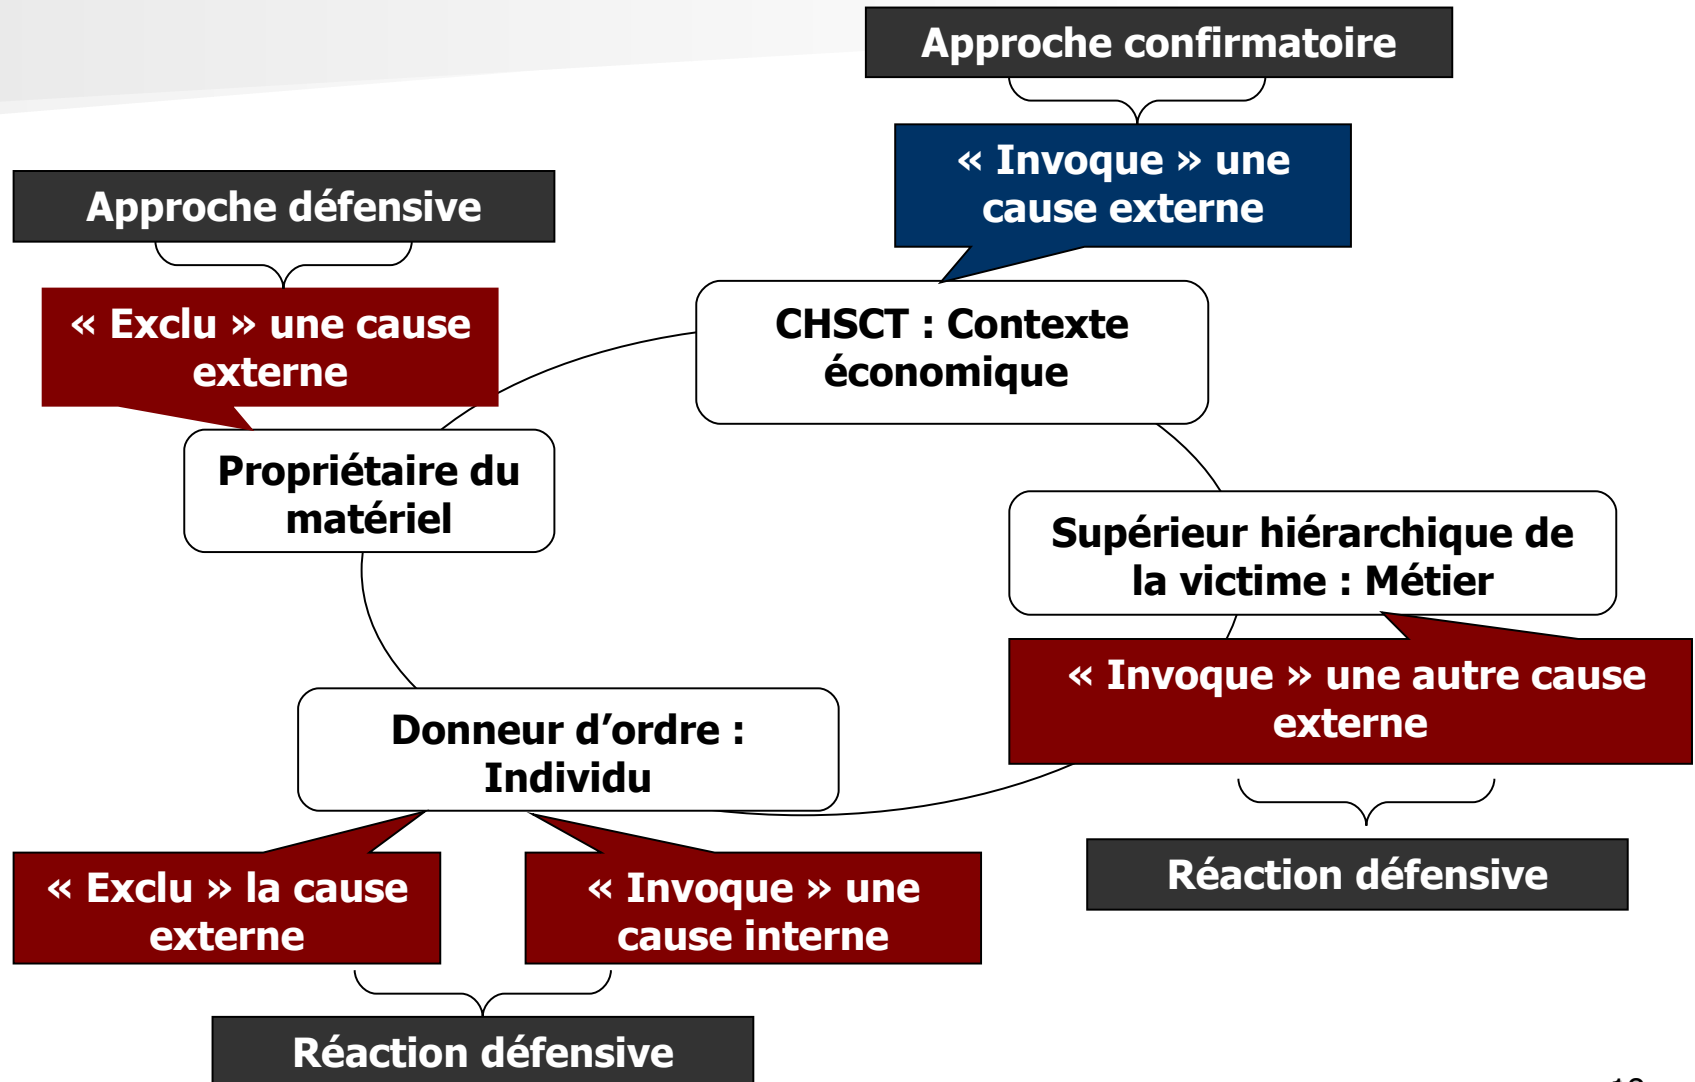 Approche confirmatoire
« Invoque » une
cause externe
Approche défensive
« Exclu » une cause
externe
CHSCT : Contexte
économique
Propriétaire du
matériel
Supérieur hiérarchique de
la victime : Métier
« Invoque » une autre cause
externe
Donneur d’ordre :
Individu
« Exclu » la cause
externe
« Invoque » une
cause interne
Réaction défensive
Réaction défensive